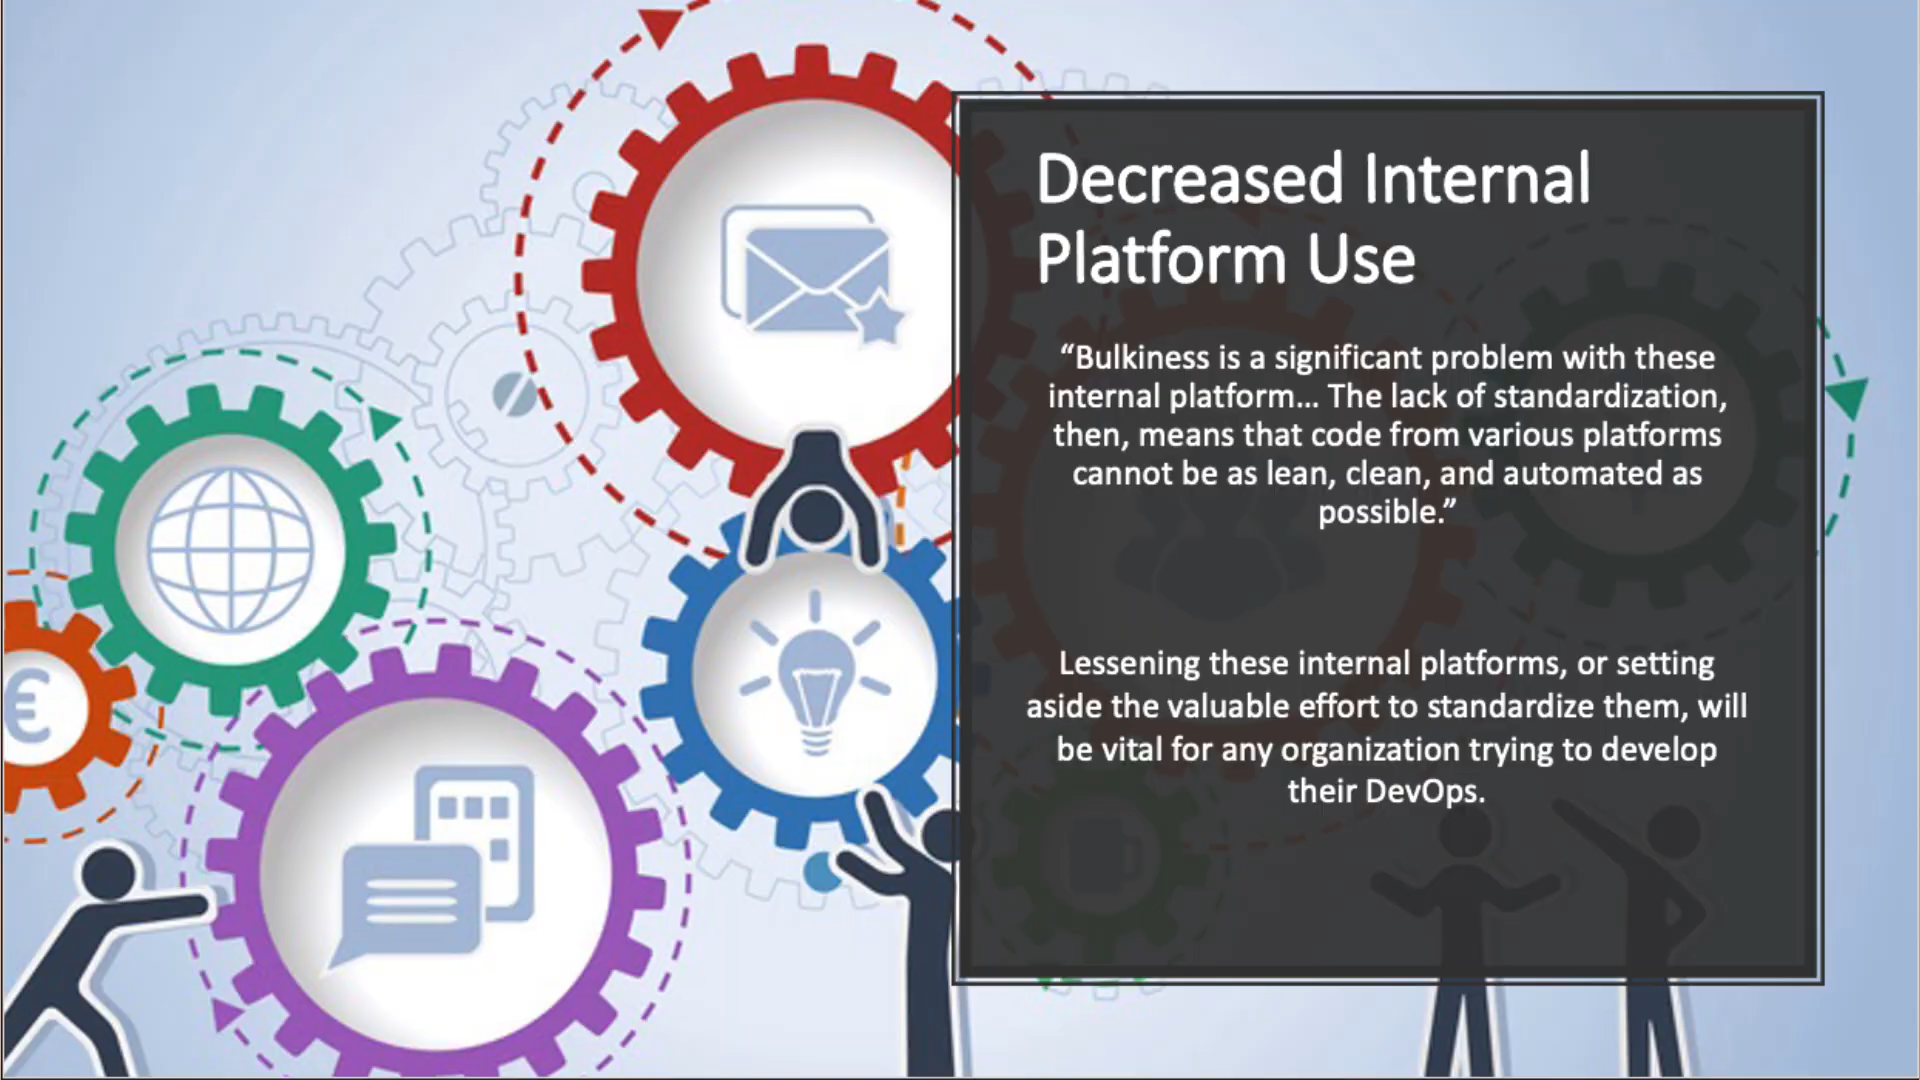 Decreased Internal
Platform Use
“Bulkiness is a significant problem with these
internal platform... The lack of standardization,
then, means that code from various platforms
cannot be as lean, clean, and automated as
possible.”
Lessening these internal platforms, or setting
aside the valuable effort to standardize them, will
be vital for any organization trying to develop
their DevOps.
€